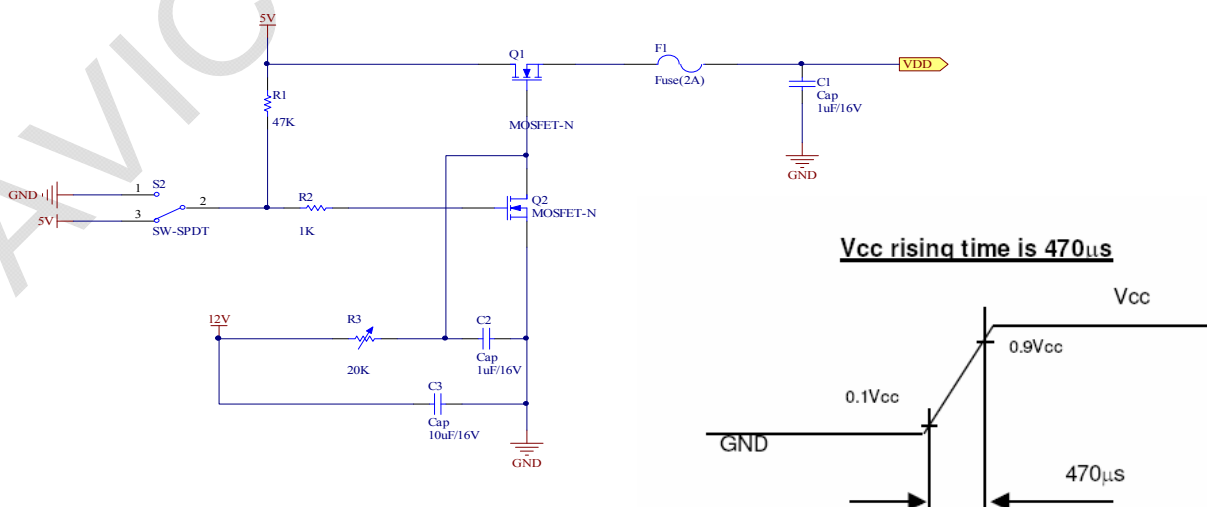 AVIC
5V
Q1
MOSFET-N
F1
Fuse(2A)
VDD
C1
Cap
1uF/16V
GND
R1
47K
GND
1
S2
2
5V
3
SW-SPDT
R2
1K
Q2
MOSFET-N
12V
R3
20K
C2
Cap
1uF/16V
C3
Cap
10uF/16V
GND
Vcc rising time is 470μs
Vcc
0.9Vcc
0.1Vcc
GND
470μs